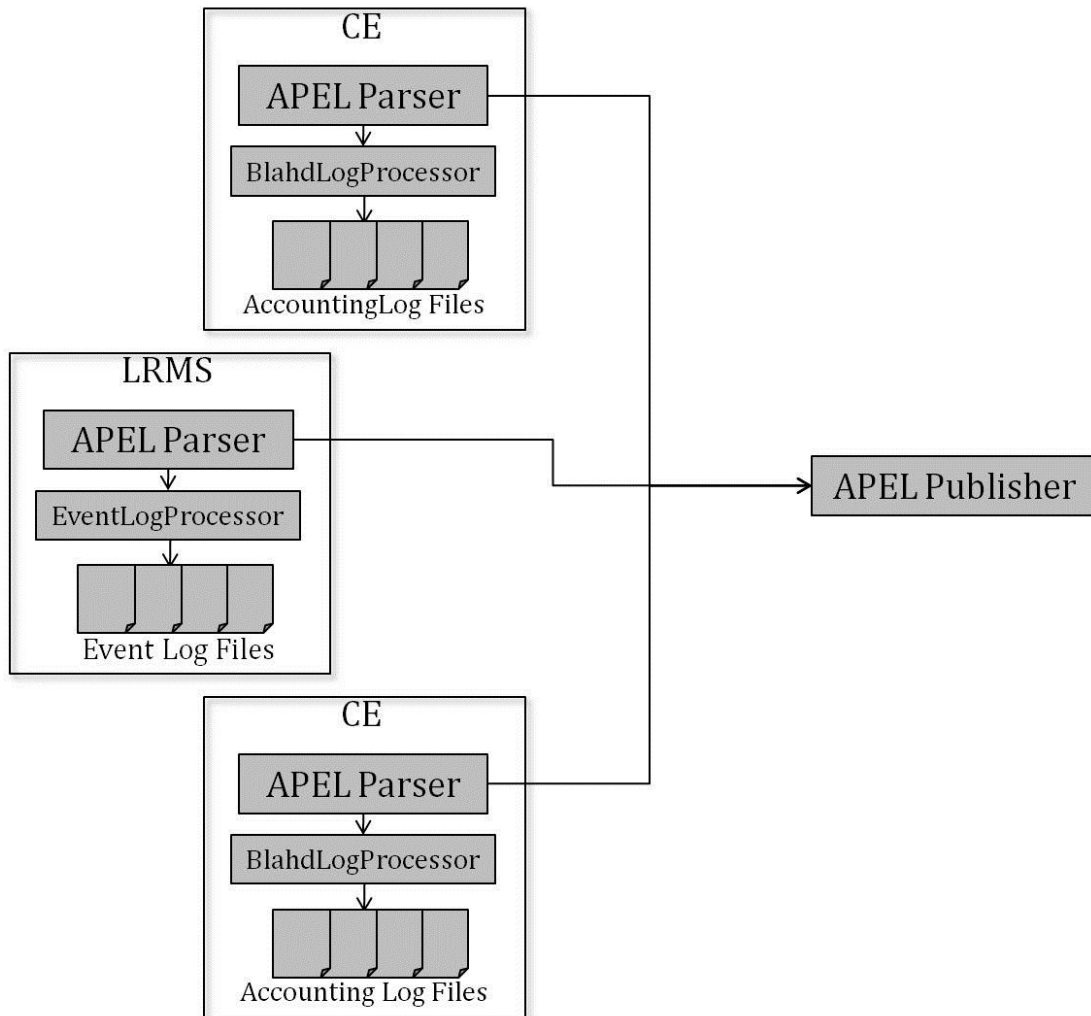 CE
APEL Parser
BlahdLogProcessor
AccountingLog Files
LRMS
APEL Parser
EventLogProcessor
Event Log Files
APEL Publisher
CE
APEL Parser
BlahdLogProcessor
Accounting Log Files